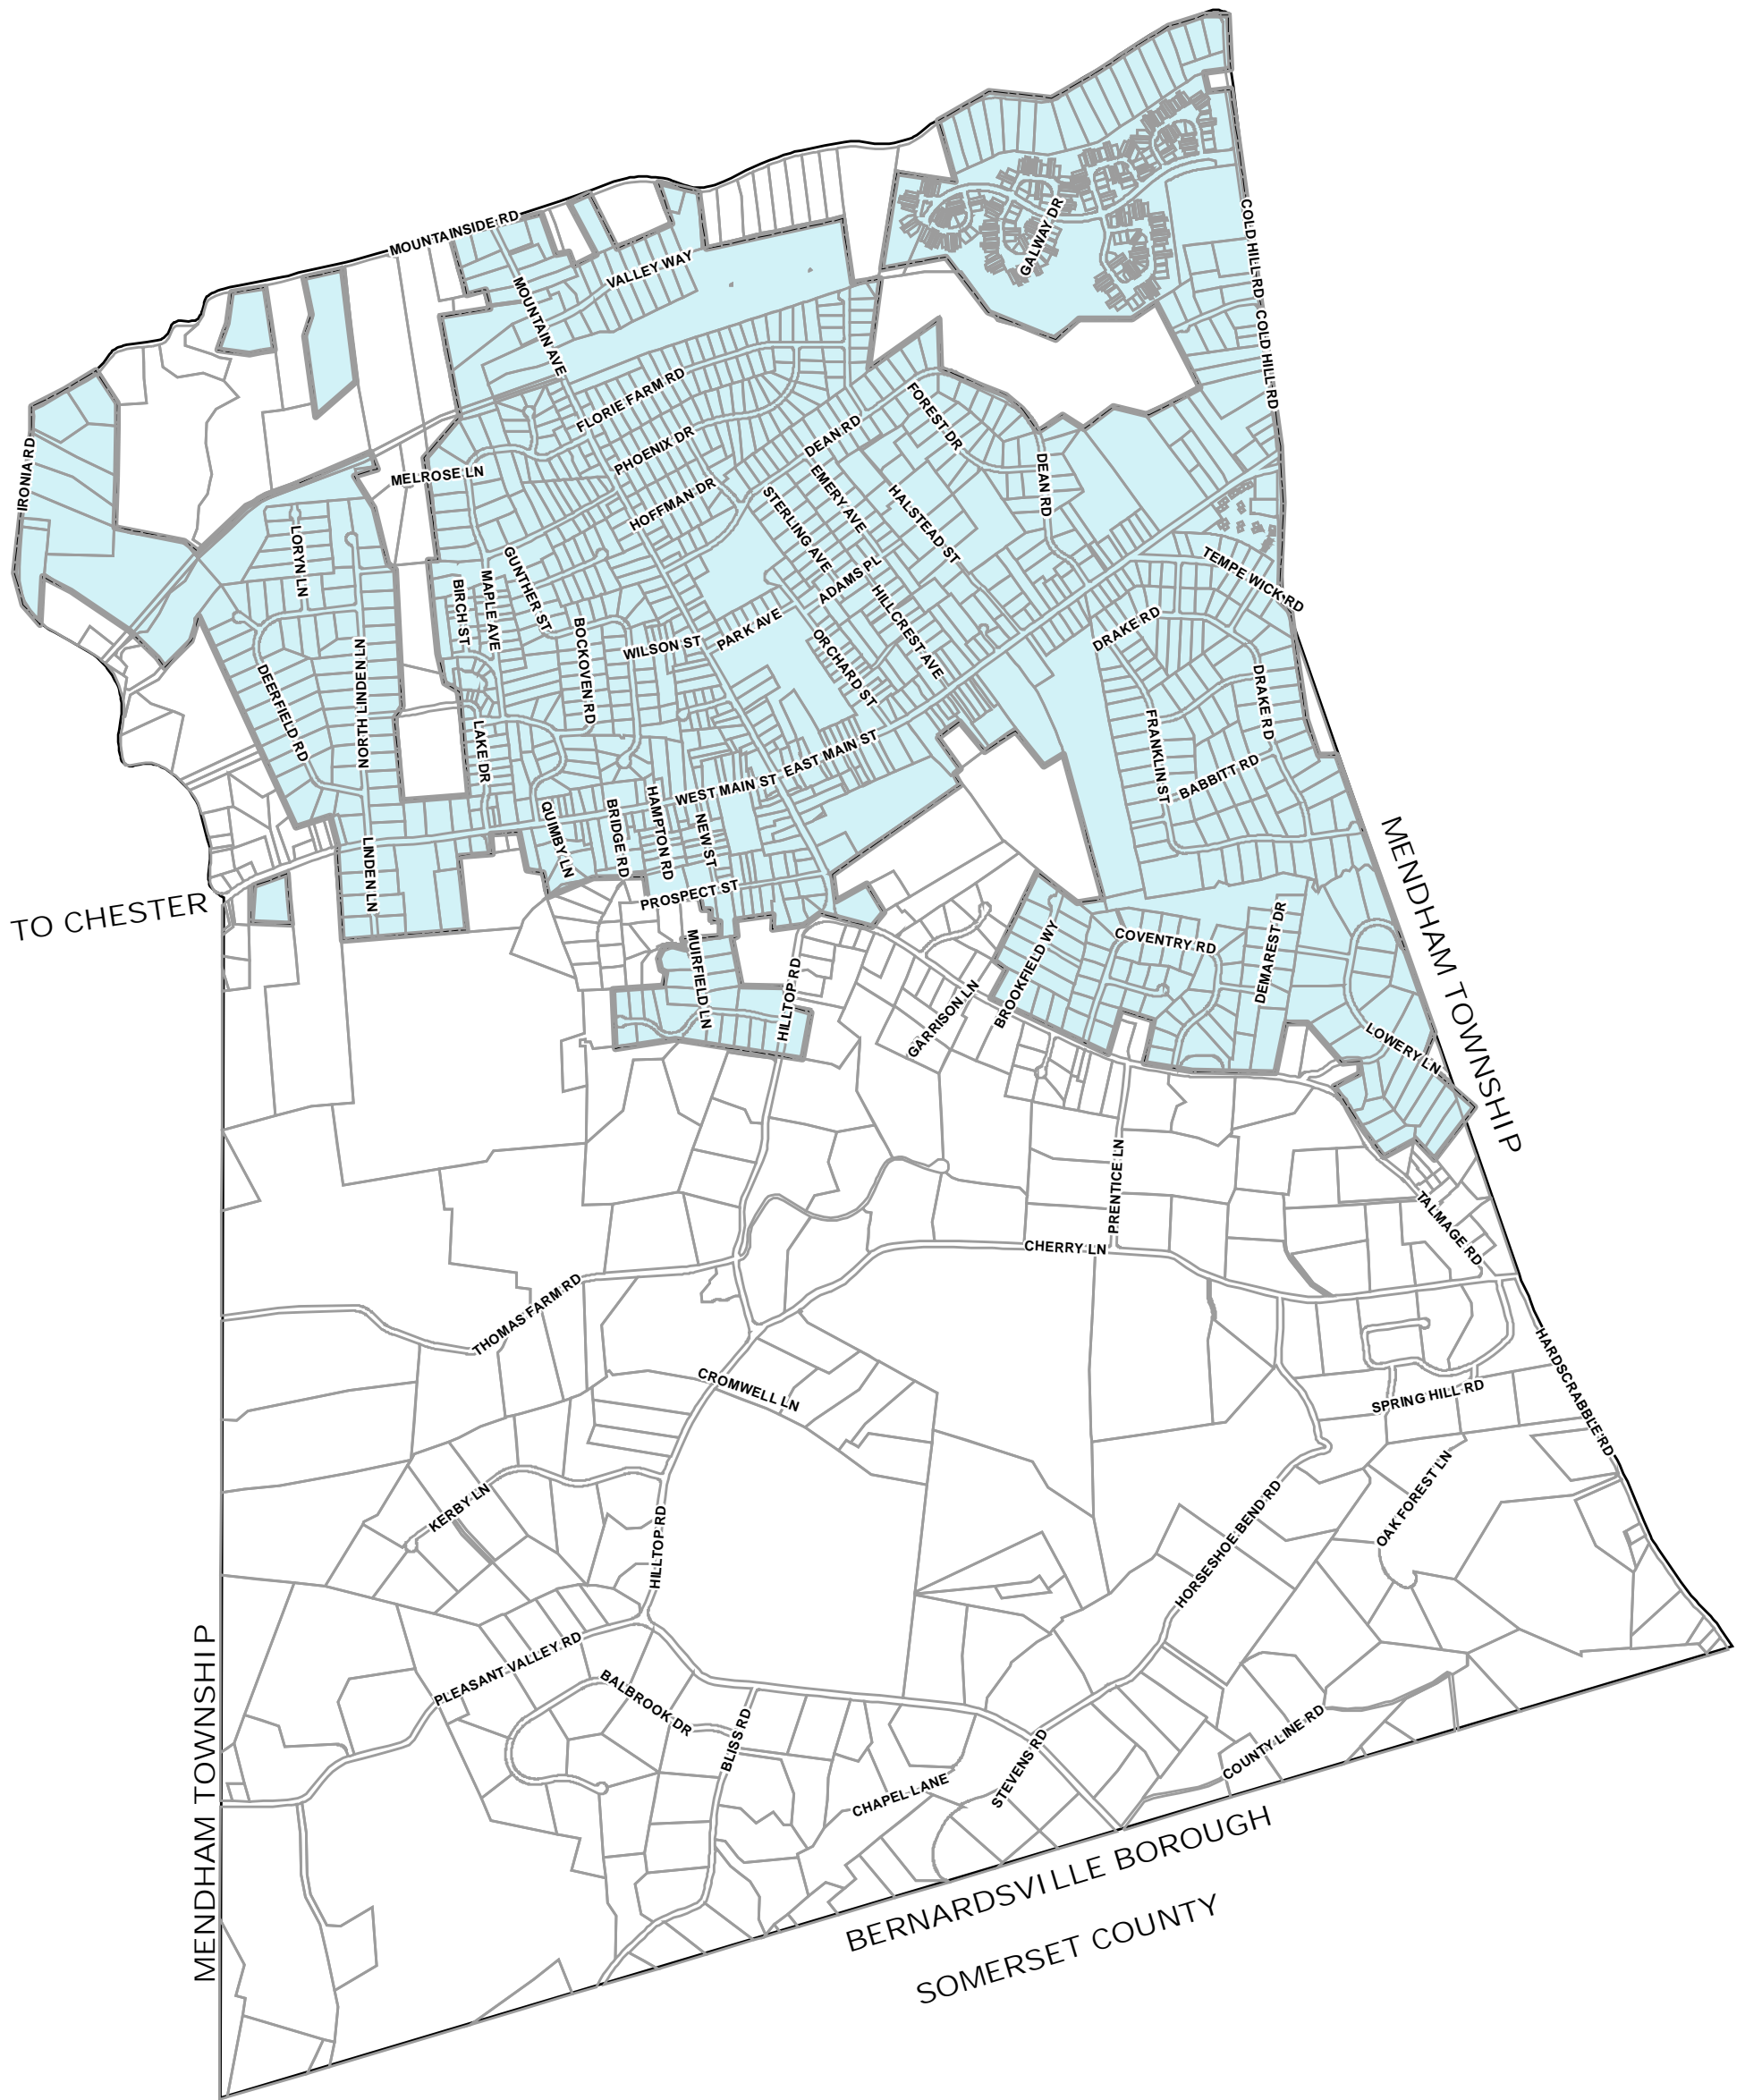 MOUNTAINSIDE RD
COLD HILL RD
COLD HILL RD
GALWAY DR
VALLEY WAY
MOUNTAIN AVE
FLORIE FARM RD
FOREST DR
DEAN RD
IRONIA RD
PHOENIX DR
MELROSE LN
HOFFMAN DR
EMERY AVE
STERLING AVE
HALSTEAD ST
DEAN RD
LORYN LN
GUNTHER ST
MAPLE AVE
BIRCH ST
ADAMS PL
TEMPE WICK RD
HILLCREST AVE
PARK AVE
DRAKE RD
WILSON ST
BOCKOVEN RD
ORCHARD ST
DEERFIELD RD
NORTH LINDEN LN
DRAKE RD
FRANKLIN ST
LAKE DR
EAST MAIN ST
WEST MAIN ST
BABBITT RD
QUIMBY LN
BRIDGE RD
HAMPTON RD
NEW ST
LINDEN LN
PROSPECT ST
TO CHESTER
MENDHAM TOWNSHIP
COVENTRY RD
DEMAREST DR
BROOKFIELD WY
MUIRFIELD LN
HILLTOP RD
GARRISON LN
LOWERY LN
PRENTICE LN
TALMAGE RD
CHERRY LN
THOMAS FARM RD
CROMWELL LN
SPRING HILL RD
HARDSCRABBLE RD
KERBY LN
HILLTOP RD
OAK FOREST LN
HORSESHOE BEND RD
PLEASANT VALLEY RD
BALBROOK DR
BLISS RD
COUNTY LINE RD
STEVENS RD
CHAPEL LANE
MENDHAM TOWNSHIP
BERNARDSVILLE BOROUGH
SOMERSET COUNTY